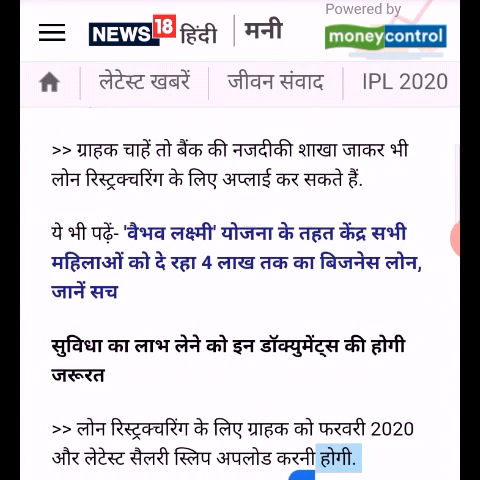 Powered by
NEWS18 हिंदी मनी moneycontrol
लेटेस्ट खबरें जीवन संवाद IPL 2020
>> ग्राहक चाहें तो बैंक की नजदीकी शाखा जाकर भी
लोन रिस्ट्रक्चरिंग के लिए अप्लाई कर सकते हैं.
ये भी पढ़ें- 'वैभव लक्ष्मी' योजना के तहत केंद्र सभी
महिलाओं को दे रहा 4 लाख तक का बिजनेस लोन,
जानें सच
सुविधा का लाभ लेने को इन डॉक्युमेंट्स की होगी
जरूरत
>> लोन रिस्ट्रक्चरिंग के लिए ग्राहक को फरवरी 2020
और लेटेस्ट सैलरी स्लिप अपलोड करनी होगी.